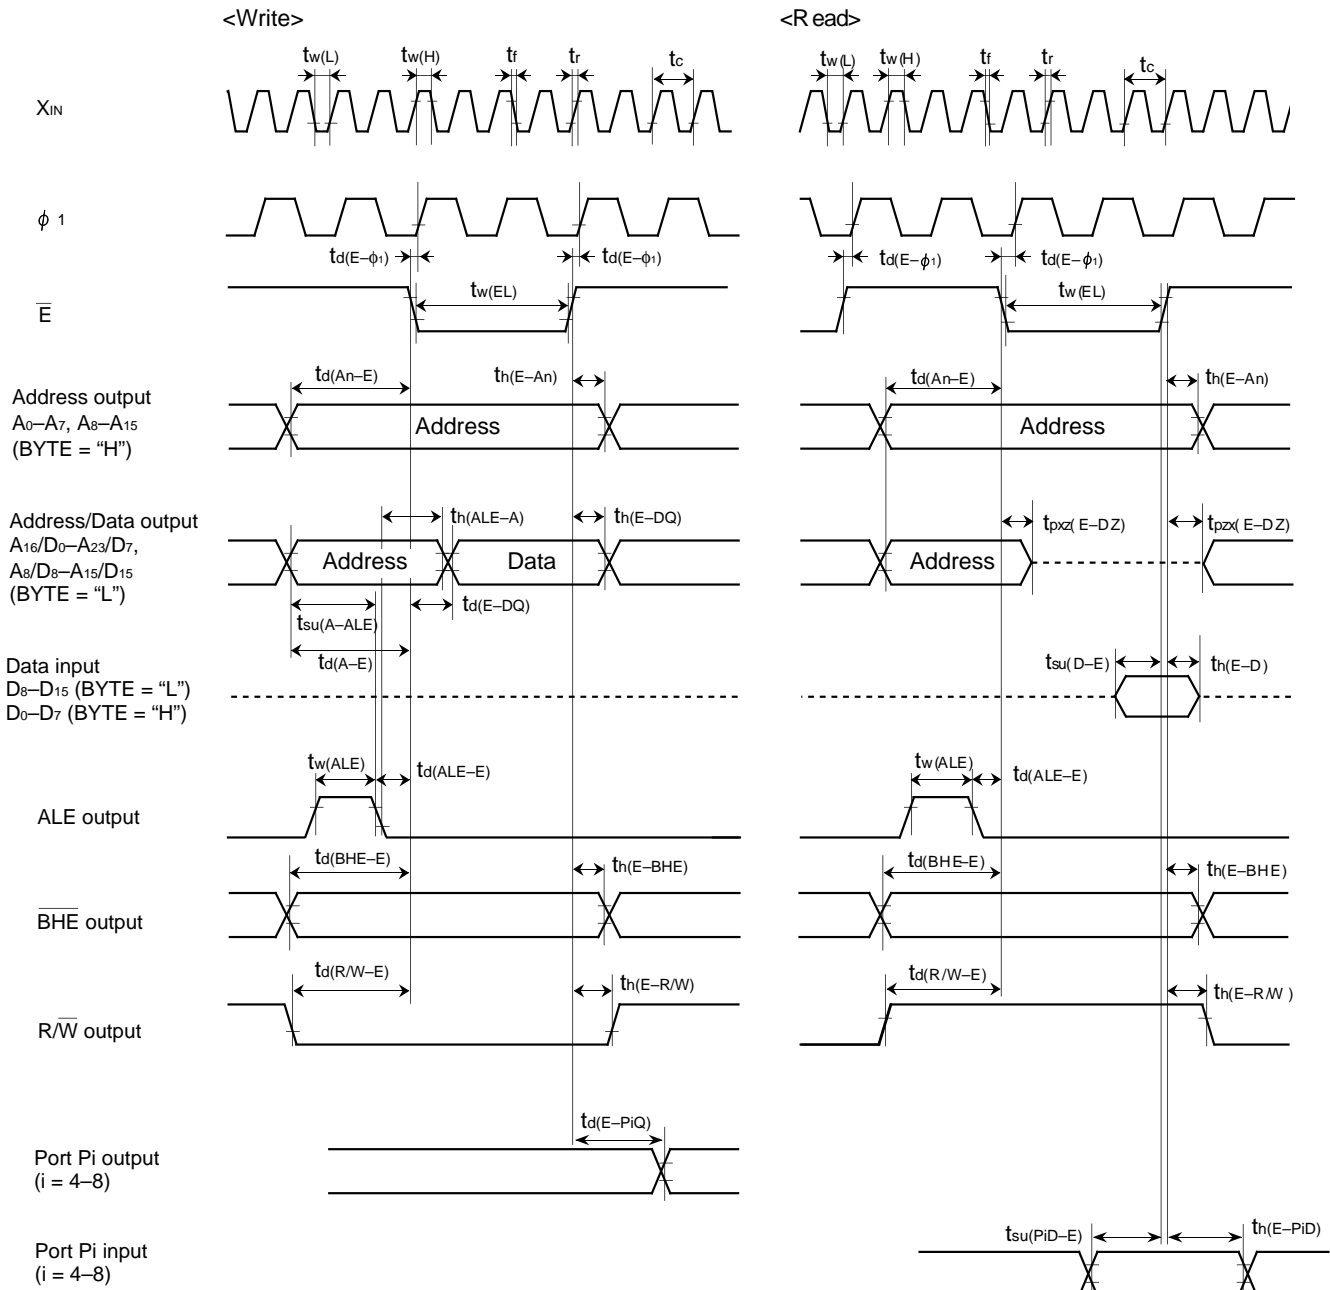 <Write> <Read>
tw(L) tw(H) tf tr tc tw(L) tw(H) tf tr tc
XIN
ϕ 1
td(E–ϕ1) td(E–ϕ1) td(E–ϕ1) td(E–ϕ1)
tw(EL) tw(EL)
E
td(An–E) th(E–An) td(An–E) th(E–An)
Address output
A0–A7, A8–A15
(BYTE = “H”)
Address Address
th(ALE–A) th(E–DQ) tpxz(E–DZ) tpzx(E–DZ)
Address/Data output
A16/D0–A23/D7,
A8/D8–A15/D15
(BYTE = “L”)
Address Data Address
tsu(A–ALE) td(E–DQ)
td(A–E)
tsu(D–E) th(E–D)
Data input
D8–D15 (BYTE = “L”)
D0–D7 (BYTE = “H”)
tw(ALE) td(ALE–E) tw(ALE) td(ALE–E)
ALE output
td(BHE–E) th(E–BHE) td(BHE–E) th(E–BHE)
BHE output
td(R/W–E) th(E–R/W) td(R/W–E) th(E–R/W)
R/W output
td(E–PiQ)
Port Pi output
(i = 4–8)
tsu(PiD–E) th(E–PiD)
Port Pi input
(i = 4–8)